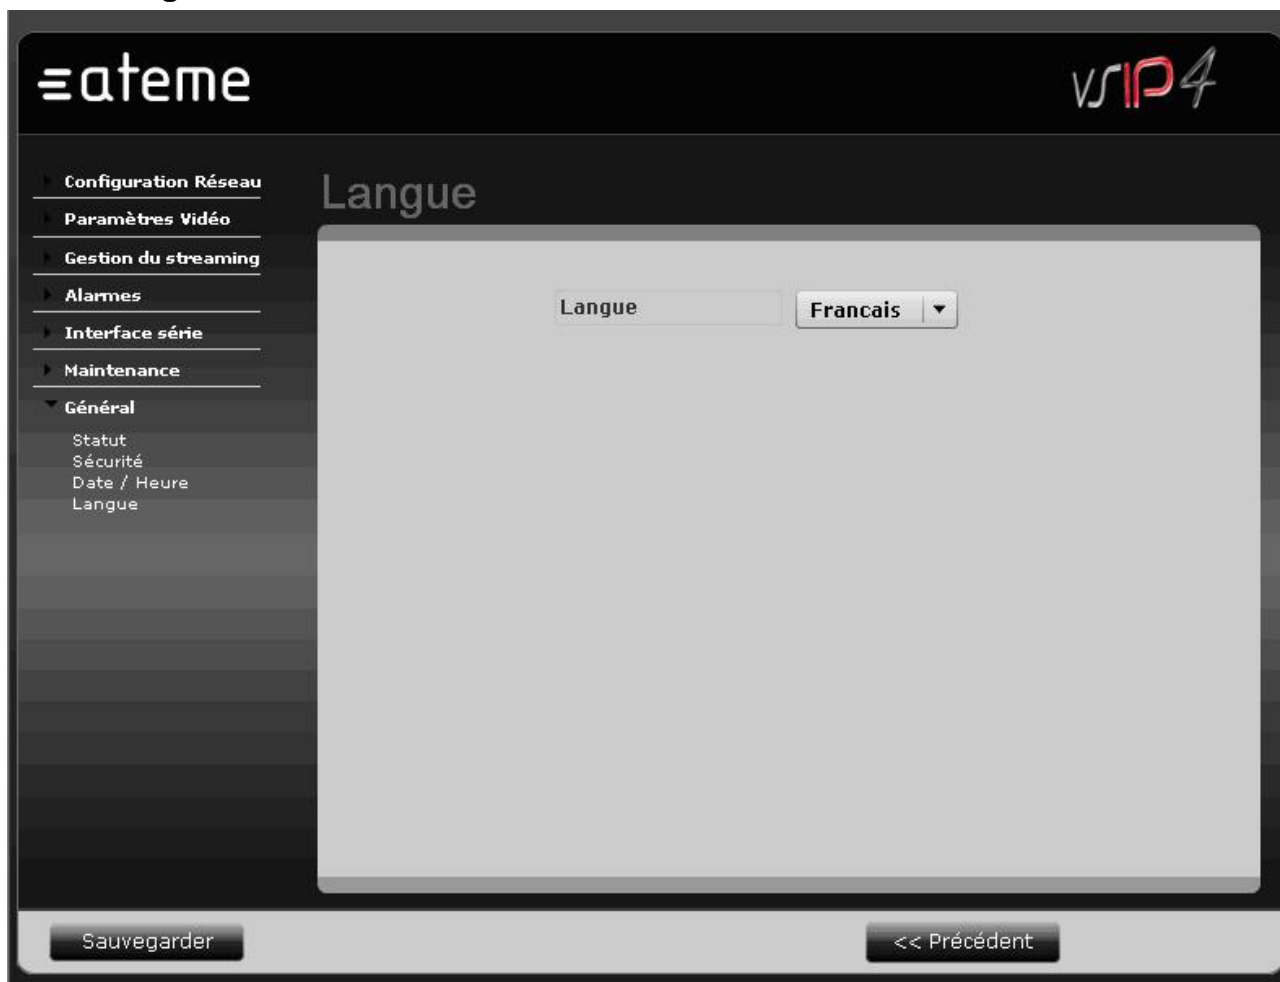 ateme
VSIP4
Configuration Réseau
Paramètres Vidéo
Gestion du streaming
Alarmes
Interface série
Maintenance
Général
Statut
Sécurité
Date / Heure
Langue
Langue
Langue
Francais
Sauvegarder
<< Précédent